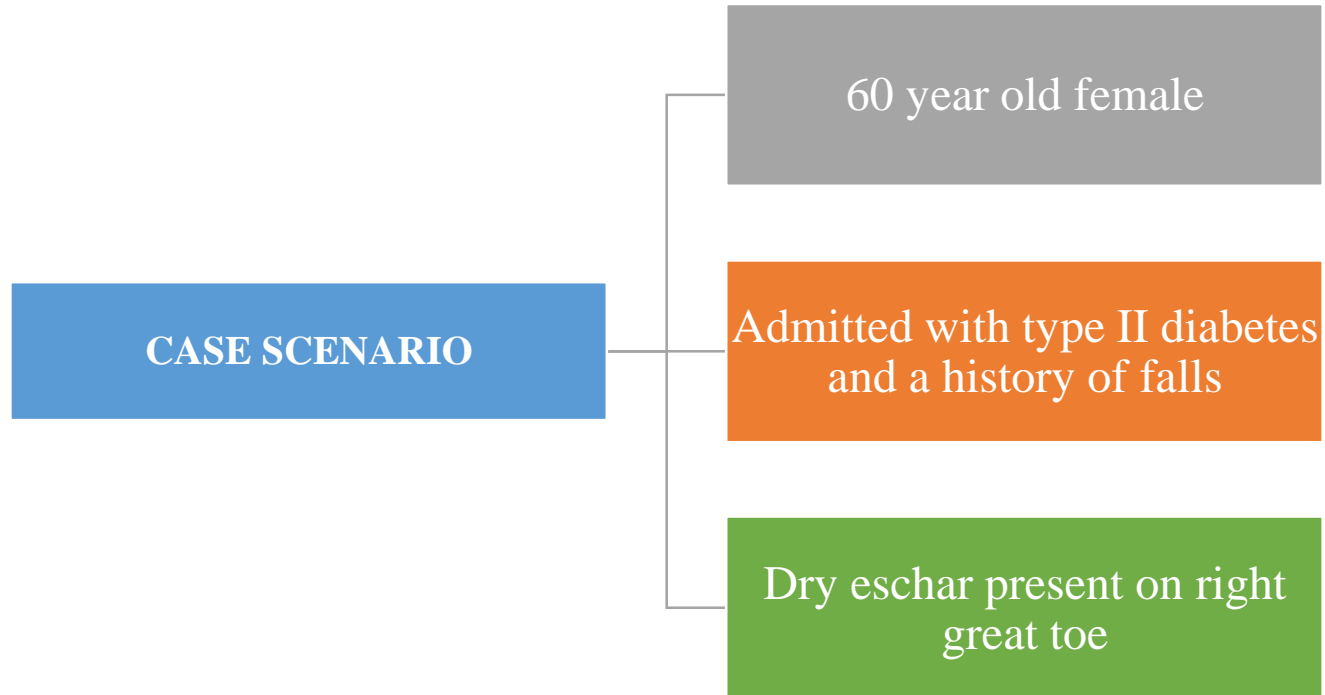 CASE SCENARIO
60 year old female
Admitted with type II diabetes
and a history of falls
Dry eschar present on right
great toe